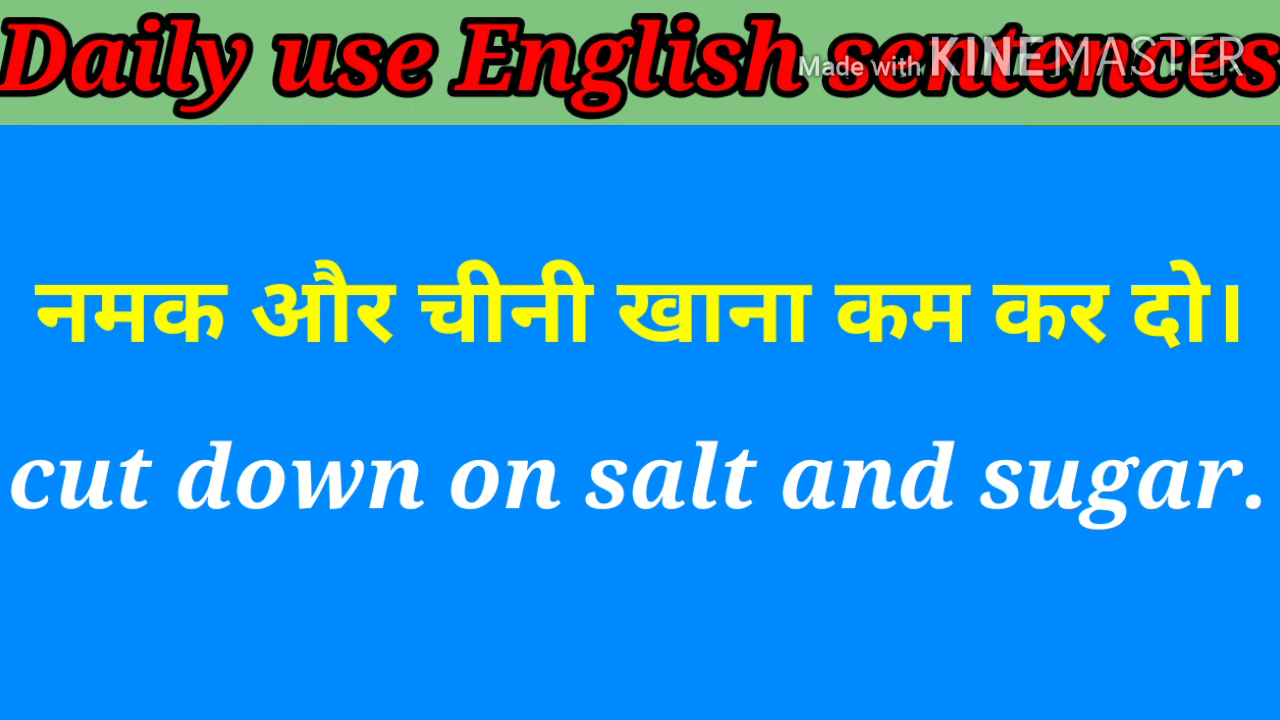 Daily use English sentences
Made with KINEMASTER
नमक और चीनी खाना कम कर दो।
cut down on salt and sugar.